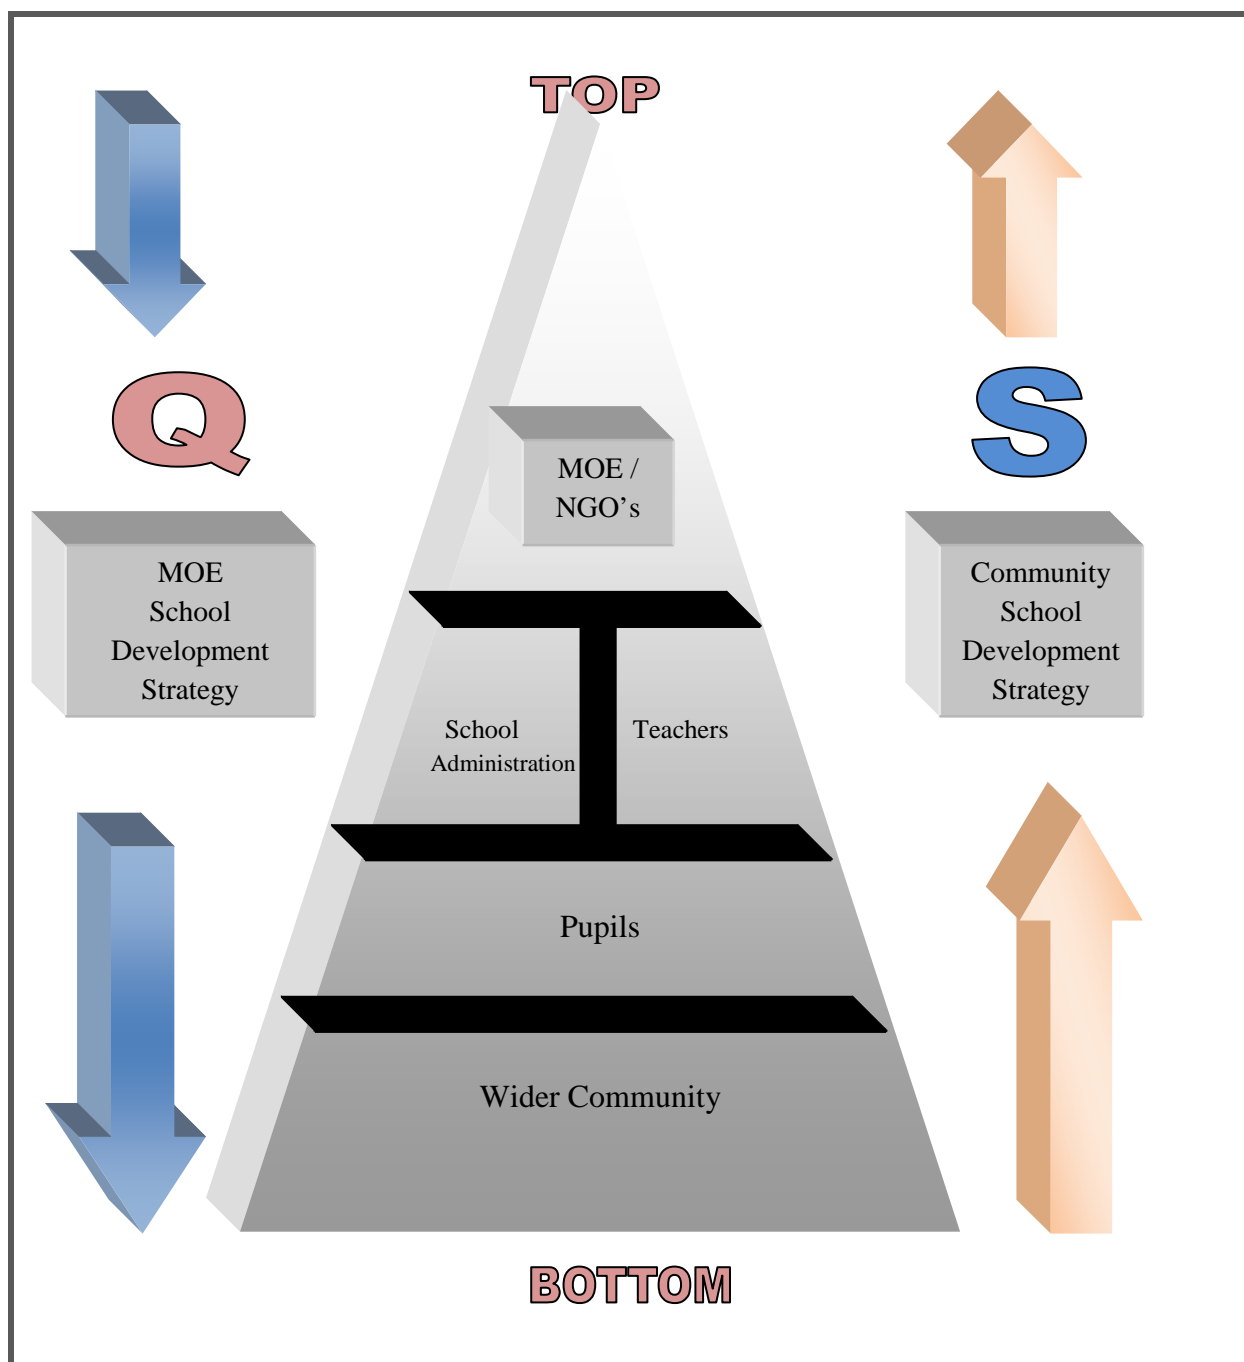 TOP
Q
S
MOE /
NGO’s
MOE
School
Development
Strategy
Community
School
Development
Strategy
School
Administration
Teachers
Pupils
Wider Community
BOTTOM